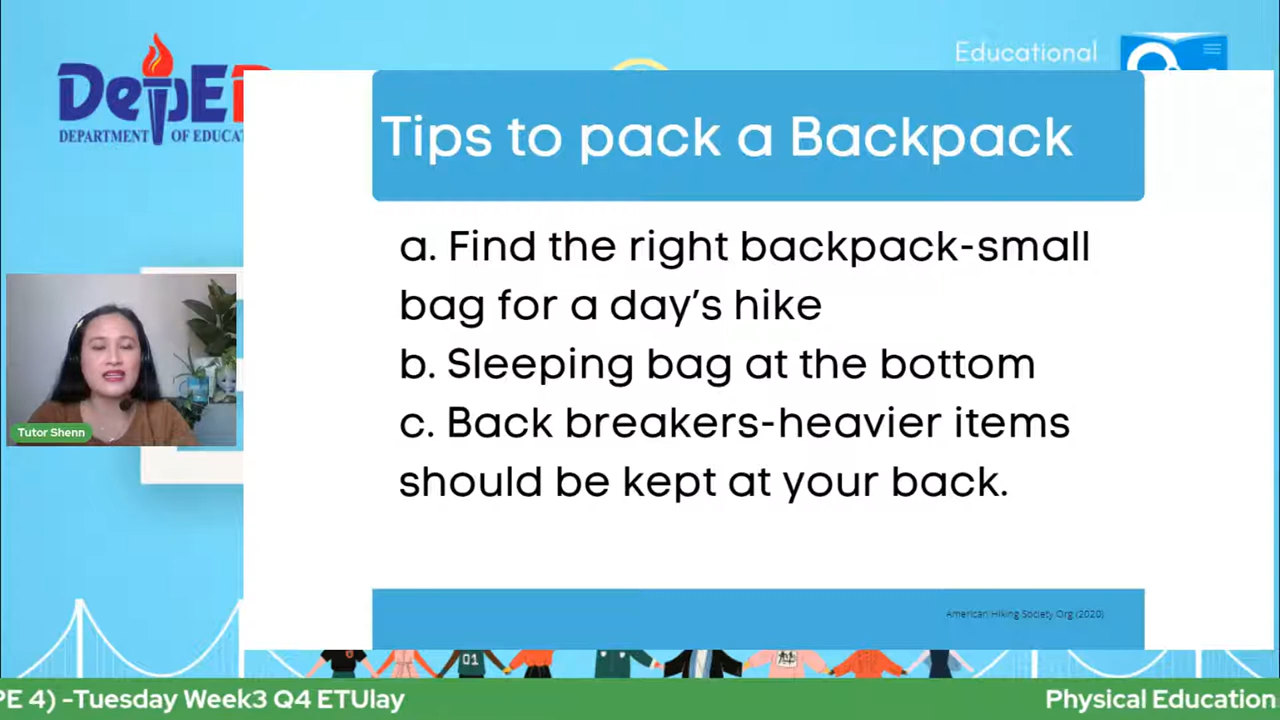 DepED
DEPARTMENT OF EDUCAT
Educational
Tips to pack a Backpack
a. Find the right backpack-small
bag for a day's hike
b. Sleeping bag at the bottom
c. Back breakers-heavier items
should be kept at your back.
Tutor Shenn
American Hiking Society Org (2020)
01
PE 4) -Tuesday Week3 Q4 ETUlay
Physical Education